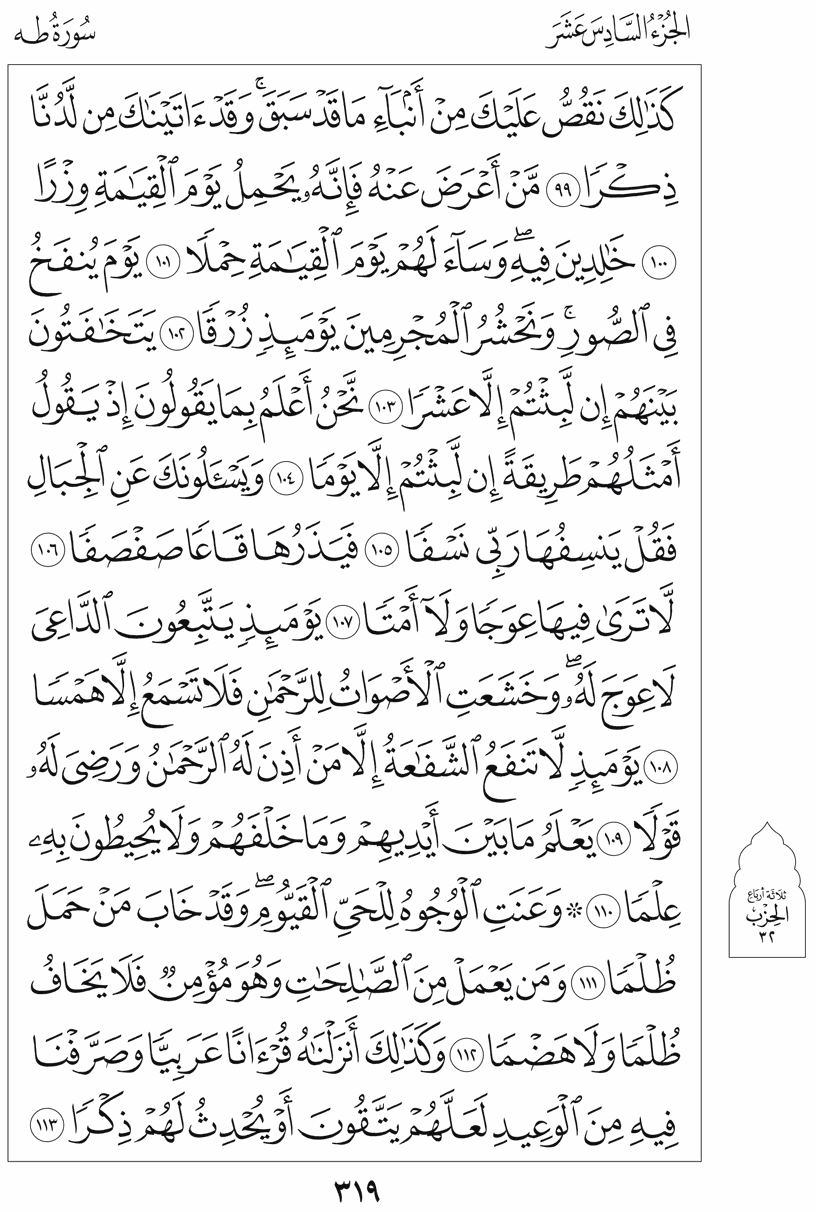 الجُزْءُ السَّادِسَ عَشَرَ
سُورَةُ طه
كَذَٰلِكَ نَقُصُّ عَلَيْكَ مِنْ أَنۢبَآءِ مَا قَدْ سَبَقَۚ وَقَدْ ءَاتَيْنَٰكَ مِن لَّدُنَّا
ذِكْرًا ٩٩ مَّنْ أَعْرَضَ عَنْهُ فَإِنَّهُۥ يَحْمِلُ يَوْمَ ٱلْقِيَٰمَةِ وِزْرًا
١٠٠ خَٰلِدِينَ فِيهِۖ وَسَآءَ لَهُمْ يَوْمَ ٱلْقِيَٰمَةِ حِمْلًا ١٠١ يَوْمَ يُنفَخُ
فِى ٱلصُّورِۚ وَنَحْشُرُ ٱلْمُجْرِمِينَ يَوْمَئِذٍ زُرْقًا ١٠٢ يَتَخَٰفَتُونَ
بَيْنَهُمْ إِن لَّبِثْتُمْ إِلَّا عَشْرًا ١٠٣ نَّحْنُ أَعْلَمُ بِمَا يَقُولُونَ إِذْ يَقُولُ
أَمْثَلُهُمْ طَرِيقَةً إِن لَّبِثْتُمْ إِلَّا يَوْمًا ١٠٤ وَيَسْـَٔلُونَكَ عَنِ ٱلْجِبَالِ
فَقُلْ يَنسِفُهَا رَبِّى نَسْفًا ١٠٥ فَيَذَرُهَا قَاعًا صَفْصَفًا ١٠٦
لَّا تَرَىٰ فِيهَا عِوَجًا وَلَآ أَمْتًا ١٠٧ يَوْمَئِذٍ يَتَّبِعُونَ ٱلدَّاعِىَ
لَا عِوَجَ لَهُۥۖ وَخَشَعَتِ ٱلْأَصْوَاتُ لِلرَّحْمَٰنِ فَلَا تَسْمَعُ إِلَّا هَمْسًا
١٠٨ يَوْمَئِذٍ لَّا تَنفَعُ ٱلشَّفَٰعَةُ إِلَّا مَنْ أَذِنَ لَهُ ٱلرَّحْمَٰنُ وَرَضِىَ لَهُۥ
قَوْلًا ١٠٩ يَعْلَمُ مَا بَيْنَ أَيْدِيهِمْ وَمَا خَلْفَهُمْ وَلَا يُحِيطُونَ بِهِۦ
عِلْمًا ١١٠ ۞ وَعَنَتِ ٱلْوُجُوهُ لِلْحَىِّ ٱلْقَيُّومِۖ وَقَدْ خَابَ مَنْ حَمَلَ
ظُلْمًا ١١١ وَمَن يَعْمَلْ مِنَ ٱلصَّٰلِحَٰتِ وَهُوَ مُؤْمِنٌ فَلَا يَخَافُ
ظُلْمًا وَلَا هَضْمًا ١١٢ وَكَذَٰلِكَ أَنزَلْنَٰهُ قُرْءَانًا عَرَبِيًّا وَصَرَّفْنَا
فِيهِ مِنَ ٱلْوَعِيدِ لَعَلَّهُمْ يَتَّقُونَ أَوْ يُحْدِثُ لَهُمْ ذِكْرًا ١١٣
ثلاثة أرباع
الحِزْب
٣٢
٣١٩